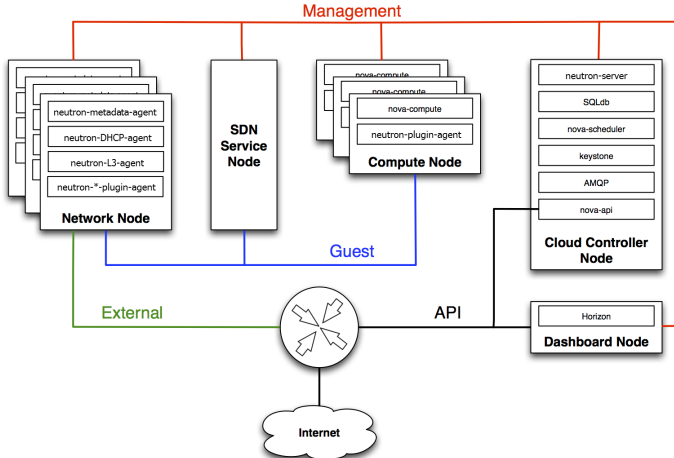 Management
neutron-metadata-agent
neutron-DHCP-agent
neutron-L3-agent
neutron-*-plugin-agent
Network Node
SDN
Service
Node
nova-compute
nova-compute
nova-compute
neutron-plugin-agent
Compute Node
neutron-server
SQLdb
nova-scheduler
keystone
AMQP
nova-api
Cloud Controller
Node
Guest
External
API
Horizon
Dashboard Node
Internet